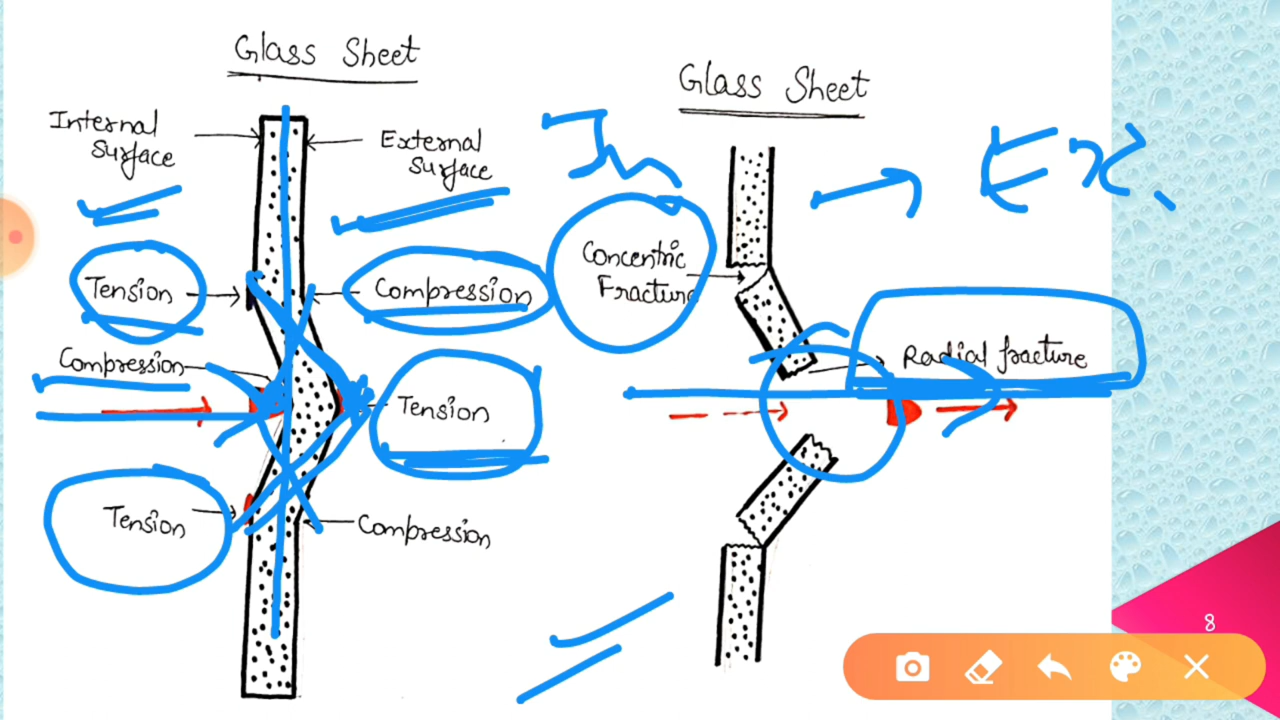 Glass Sheet
Internal
Surface
External
Surface
Tension
Compression
Compression
Tension
Tension
Compression
In
Glass Sheet
Ex.
Concentric
Fracture
Radial fracture
8